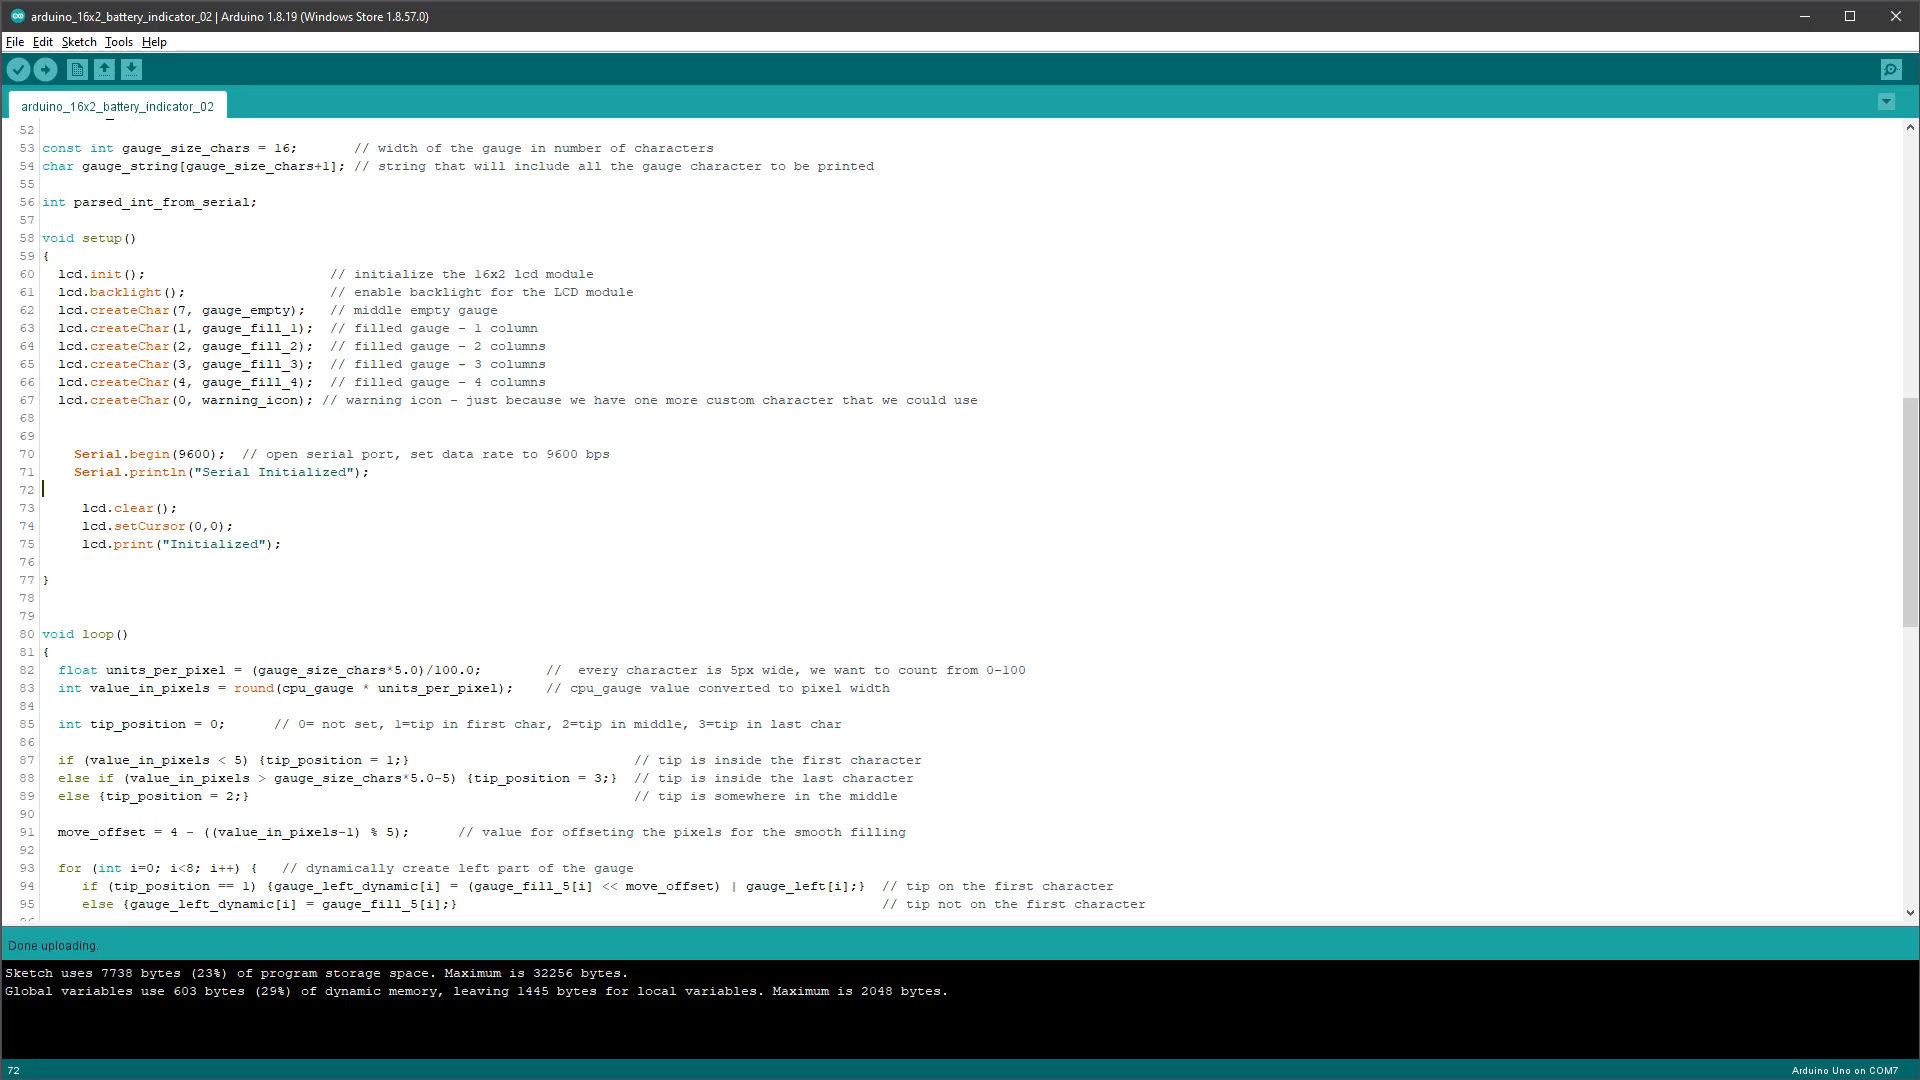 arduino_16x2_battery_indicator_02 | Arduino 1.8.19 (Windows Store 1.8.57.0)
File Edit Sketch Tools Help
arduino_16x2_battery_indicator_02
52
53 const int gauge_size_chars = 16; // width of the gauge in number of characters
54 char gauge_string[gauge_size_chars+1]; // string that will include all the gauge character to be printed
55
56 int parsed_int_from_serial;
57
58 void setup()
59 {
60 lcd.init(); // initialize the 16x2 lcd module
61 lcd.backlight(); // enable backlight for the LCD module
62 lcd.createChar(7, gauge_empty); // middle empty gauge
63 lcd.createChar(1, gauge_fill_1); // filled gauge - 1 column
64 lcd.createChar(2, gauge_fill_2); // filled gauge - 2 columns
65 lcd.createChar(3, gauge_fill_3); // filled gauge - 3 columns
66 lcd.createChar(4, gauge_fill_4); // filled gauge - 4 columns
67 lcd.createChar(0, warning_icon); // warning icon - just because we have one more custom character that we could use
68
69
70 Serial.begin(9600); // open serial port, set data rate to 9600 bps
71 Serial.println("Serial Initialized");
72
73 lcd.clear();
74 lcd.setCursor(0,0);
75 lcd.print("Initialized");
76
77 }
78
79
80 void loop()
81 {
82 float units_per_pixel = (gauge_size_chars*5.0)/100.0; // every character is 5px wide, we want to count from 0-100
83 int value_in_pixels = round(cpu_gauge * units_per_pixel); // cpu_gauge value converted to pixel width
84
85 int tip_position = 0; // 0= not set, 1=tip in first char, 2=tip in middle, 3=tip in last char
86
87 if (value_in_pixels < 5) {tip_position = 1;} // tip is inside the first character
88 else if (value_in_pixels > gauge_size_chars*5.0-5) {tip_position = 3;} // tip is inside the last character
89 else {tip_position = 2;} // tip is somewhere in the middle
90
91 move_offset = 4 - ((value_in_pixels-1) % 5); // value for offseting the pixels for the smooth filling
92
93 for (int i=0; i<8; i++) { // dynamically create left part of the gauge
94 if (tip_position == 1) {gauge_left_dynamic[i] = (gauge_fill_5[i] << move_offset) | gauge_left[i];} // tip on the first character
95 else {gauge_left_dynamic[i] = gauge_fill_5[i];} // tip not on the first character
Done uploading.
Sketch uses 7738 bytes (23%) of program storage space. Maximum is 32256 bytes.
Global variables use 603 bytes (29%) of dynamic memory, leaving 1445 bytes for local variables. Maximum is 2048 bytes.
72
Arduino Uno on COM7